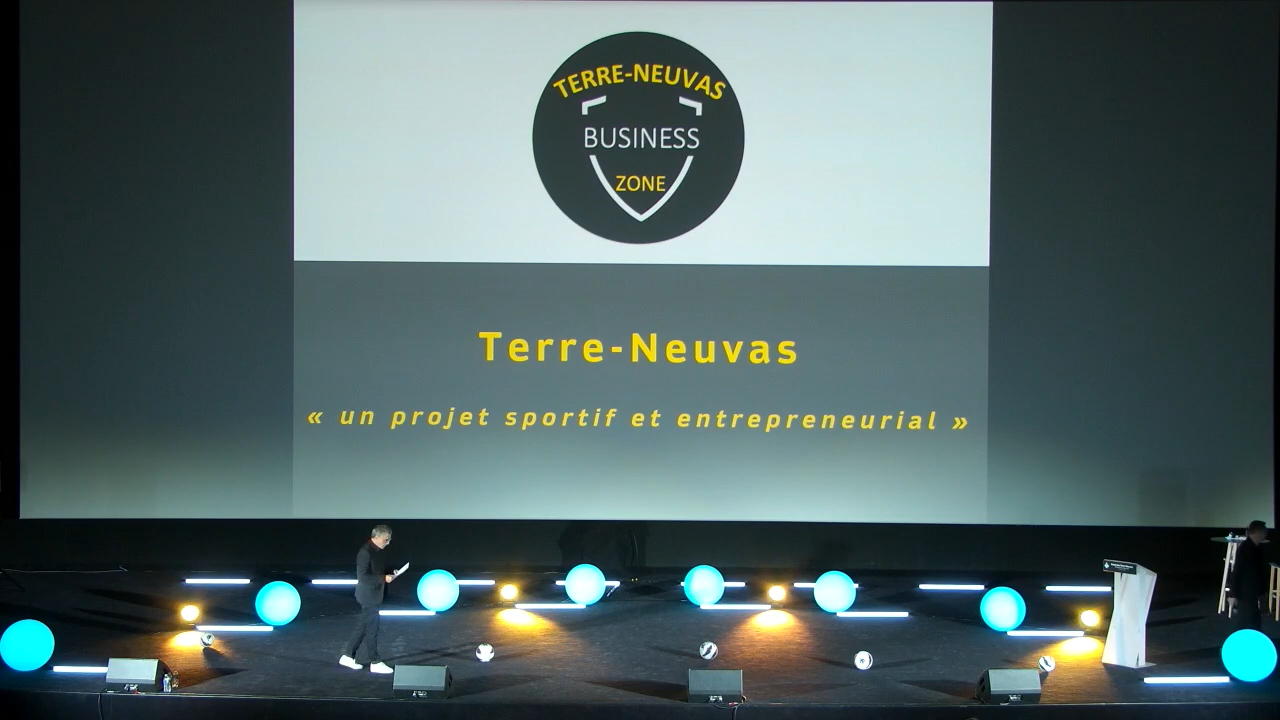 TERRE-NEUVAS
BUSINESS
ZONE
Terre-Neuvas
« un projet sportif et entrepreneurial »